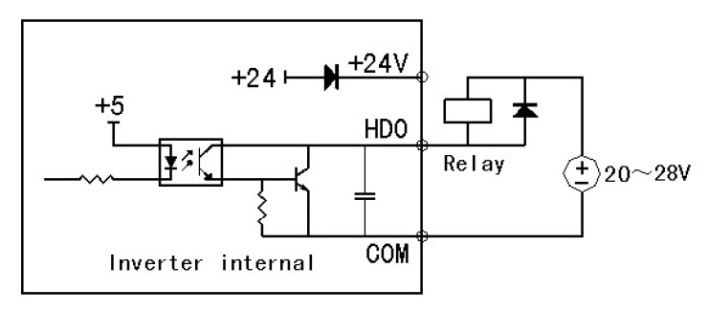 +24
+24V
+5
HDO
Relay
+
−
20～28V
COM
Inverter internal